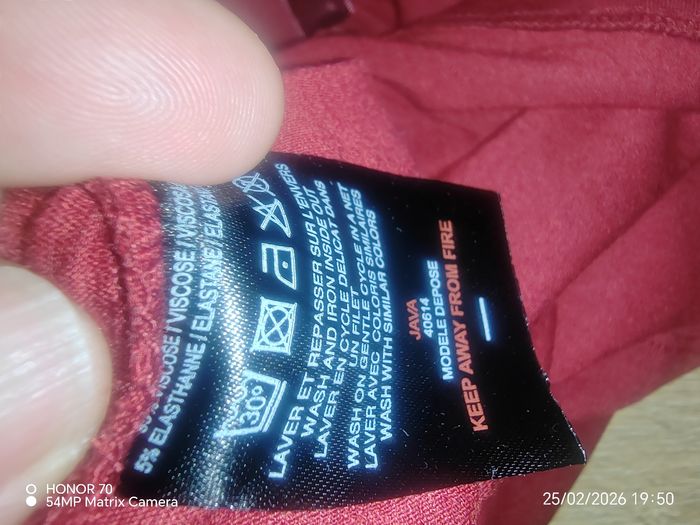 VISCOSE / VISCOSE / VISCO
5% ELASTHANNE / ELASTANE / ELAS
30°
LAVER ET REPASSER SUR L'ENVERS
WASH AND IRON INSIDE OUT
LAVER EN CYCLE DELICAT DANS
UN FILET
WASH ON GENTLE CYCLE IN A NET
LAVER AVEC COLORIS SIMILAIRES
WASH WITH SIMILAR COLORS
JAVA
40614
MODELE DEPOSE
KEEP AWAY FROM FIRE
HONOR 70
54MP Matrix Camera
25/02/2026 19:50